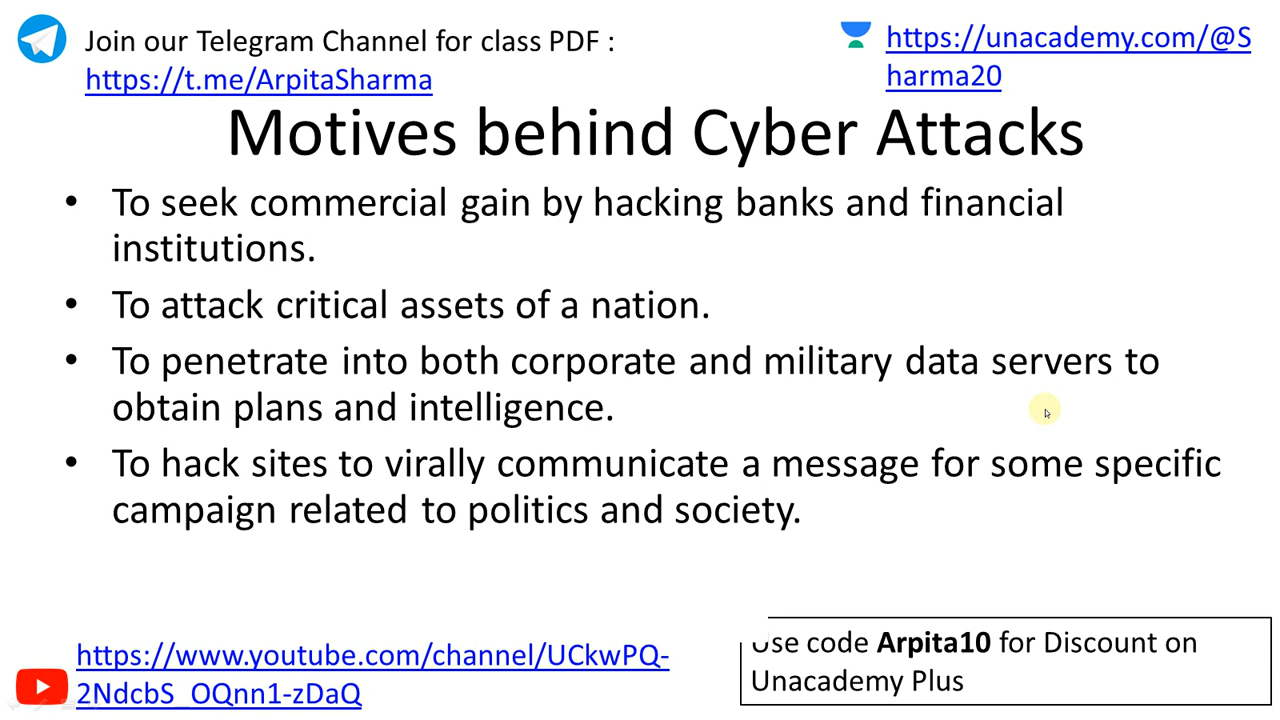 Join our Telegram Channel for class PDF :
https://t.me/ArpitaSharma
https://unacademy.com/@S
harma20
Motives behind Cyber Attacks
• To seek commercial gain by hacking banks and financial
institutions.
• To attack critical assets of a nation.
• To penetrate into both corporate and military data servers to
obtain plans and intelligence.
• To hack sites to virally communicate a message for some specific
campaign related to politics and society.
https://www.youtube.com/channel/UCkwPQ-
2NdcbS_OQnn1-zDaQ
Use code Arpita10 for Discount on
Unacademy Plus